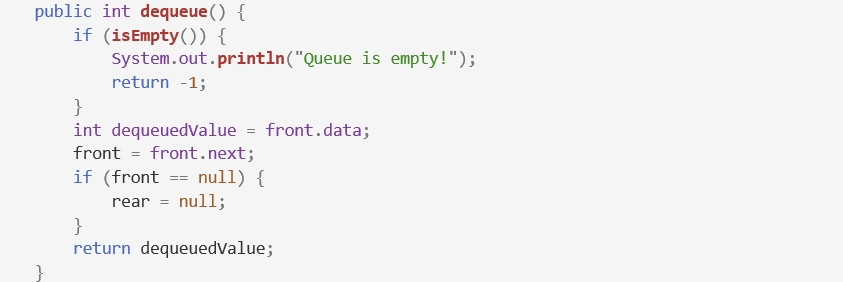 public int dequeue() {
    if (isEmpty()) {
        System.out.println("Queue is empty!");
        return -1;
    }
    int dequeuedValue = front.data;
    front = front.next;
    if (front == null) {
        rear = null;
    }
    return dequeuedValue;
}